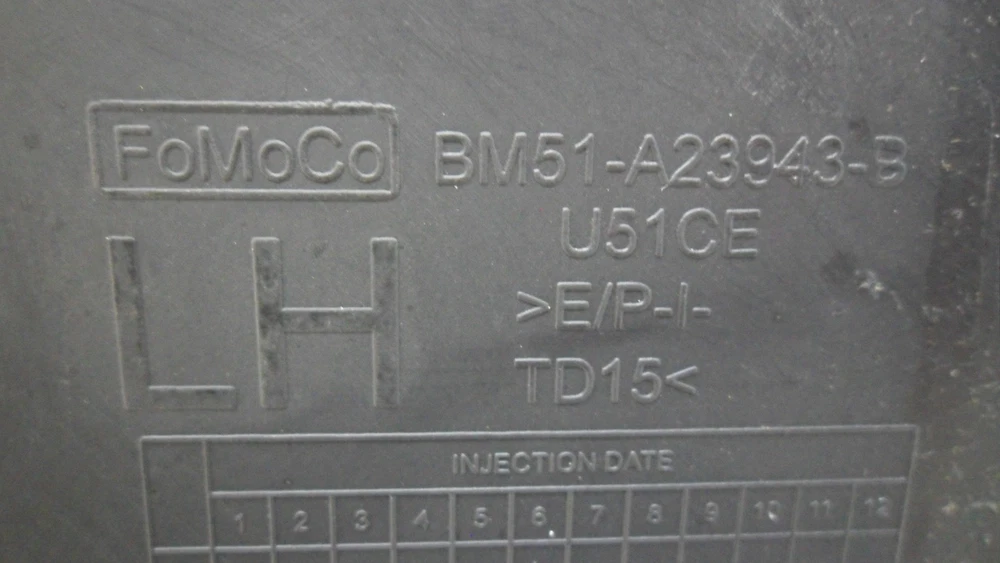 FoMoCo BM51-A23943-B
U51CE
LH
>E/P-I-
TD15<
INJECTION DATE
1 2 3 4 5 6 7 8 9 10 11 12